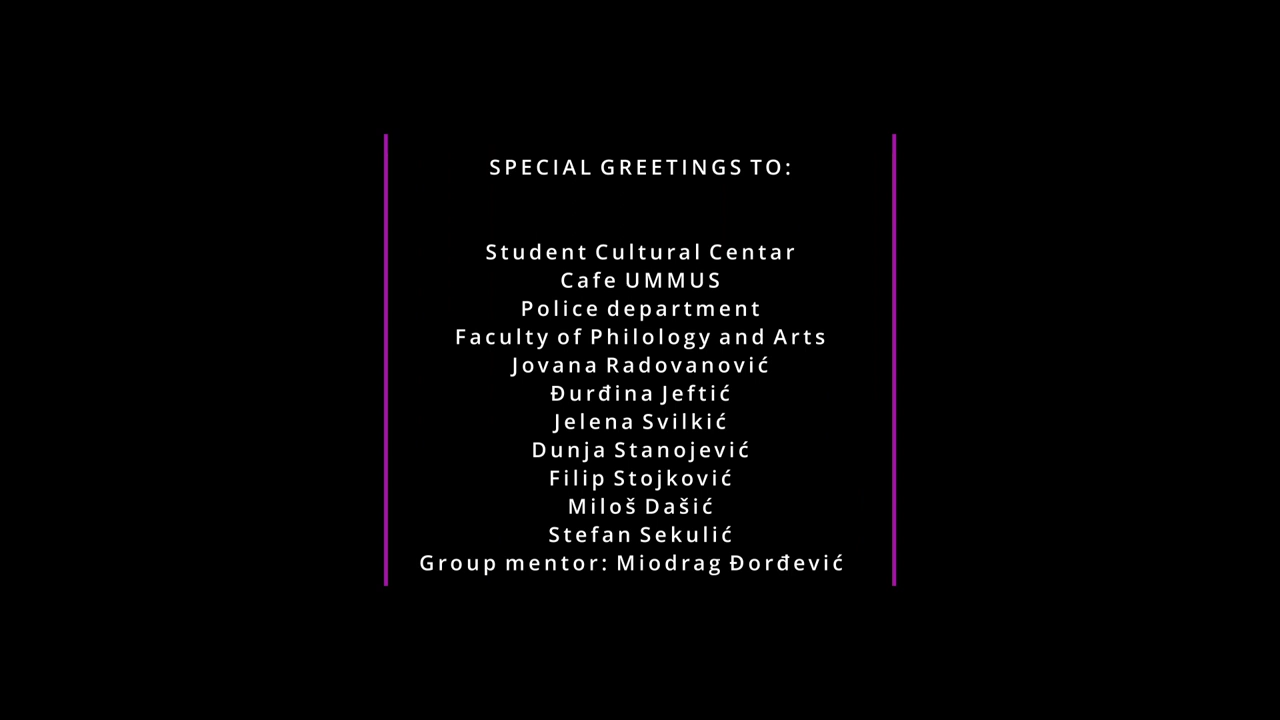 SPECIAL GREETINGS TO:
Student Cultural Centar
Cafe UMMUS
Police department
Faculty of Philology and Arts
Jovana Radovanović
Đurđina Jeftić
Jelena Svilkić
Dunja Stanojević
Filip Stojković
Miloš Dašić
Stefan Sekulić
Group mentor: Miodrag Đorđević